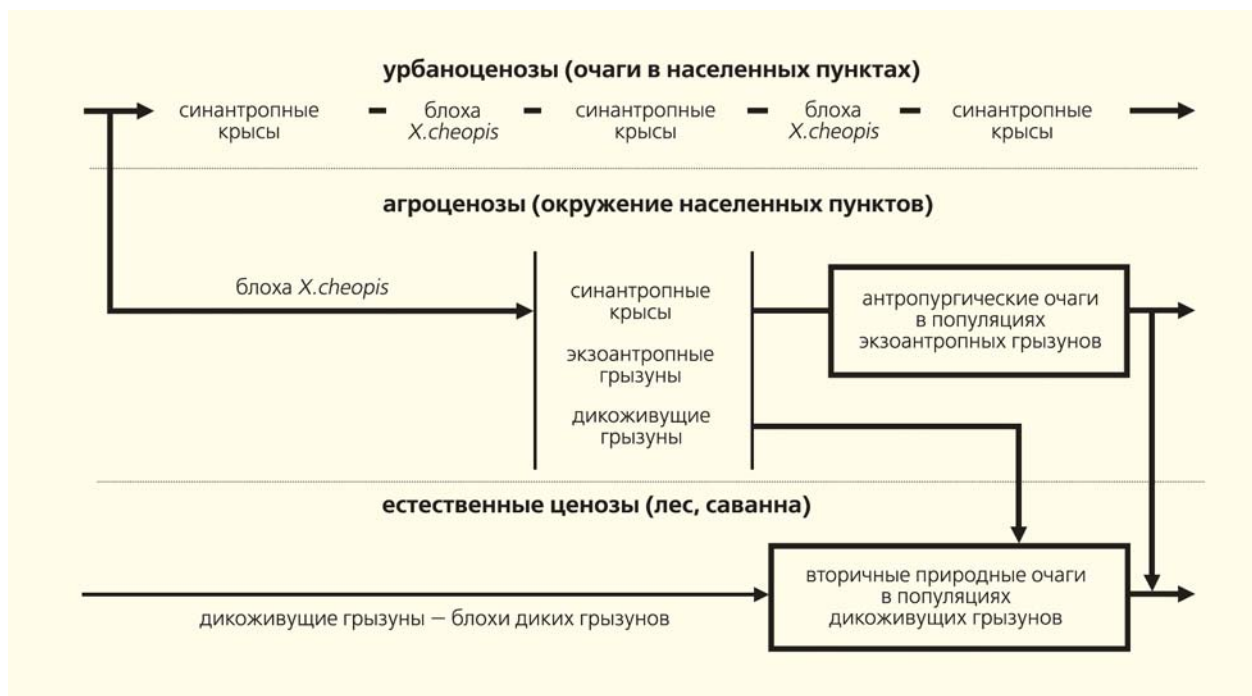 урбаноценозы (очаги в населенных пунктах)
синантропные
крысы
блоха
X.cheopis
синантропные
крысы
блоха
X.cheopis
синантропные
крысы
агроценозы (окружение населенных пунктов)
блоха X.cheopis
синантропные
крысы
экзоантропные
грызуны
дикоживущие
грызуны
антропургические очаги
в популяциях
экзоантропных грызунов
естественные ценозы (лес, саванна)
дикоживущие грызуны — блохи диких грызунов
вторичные природные очаги
в популяциях
дикоживущих грызунов